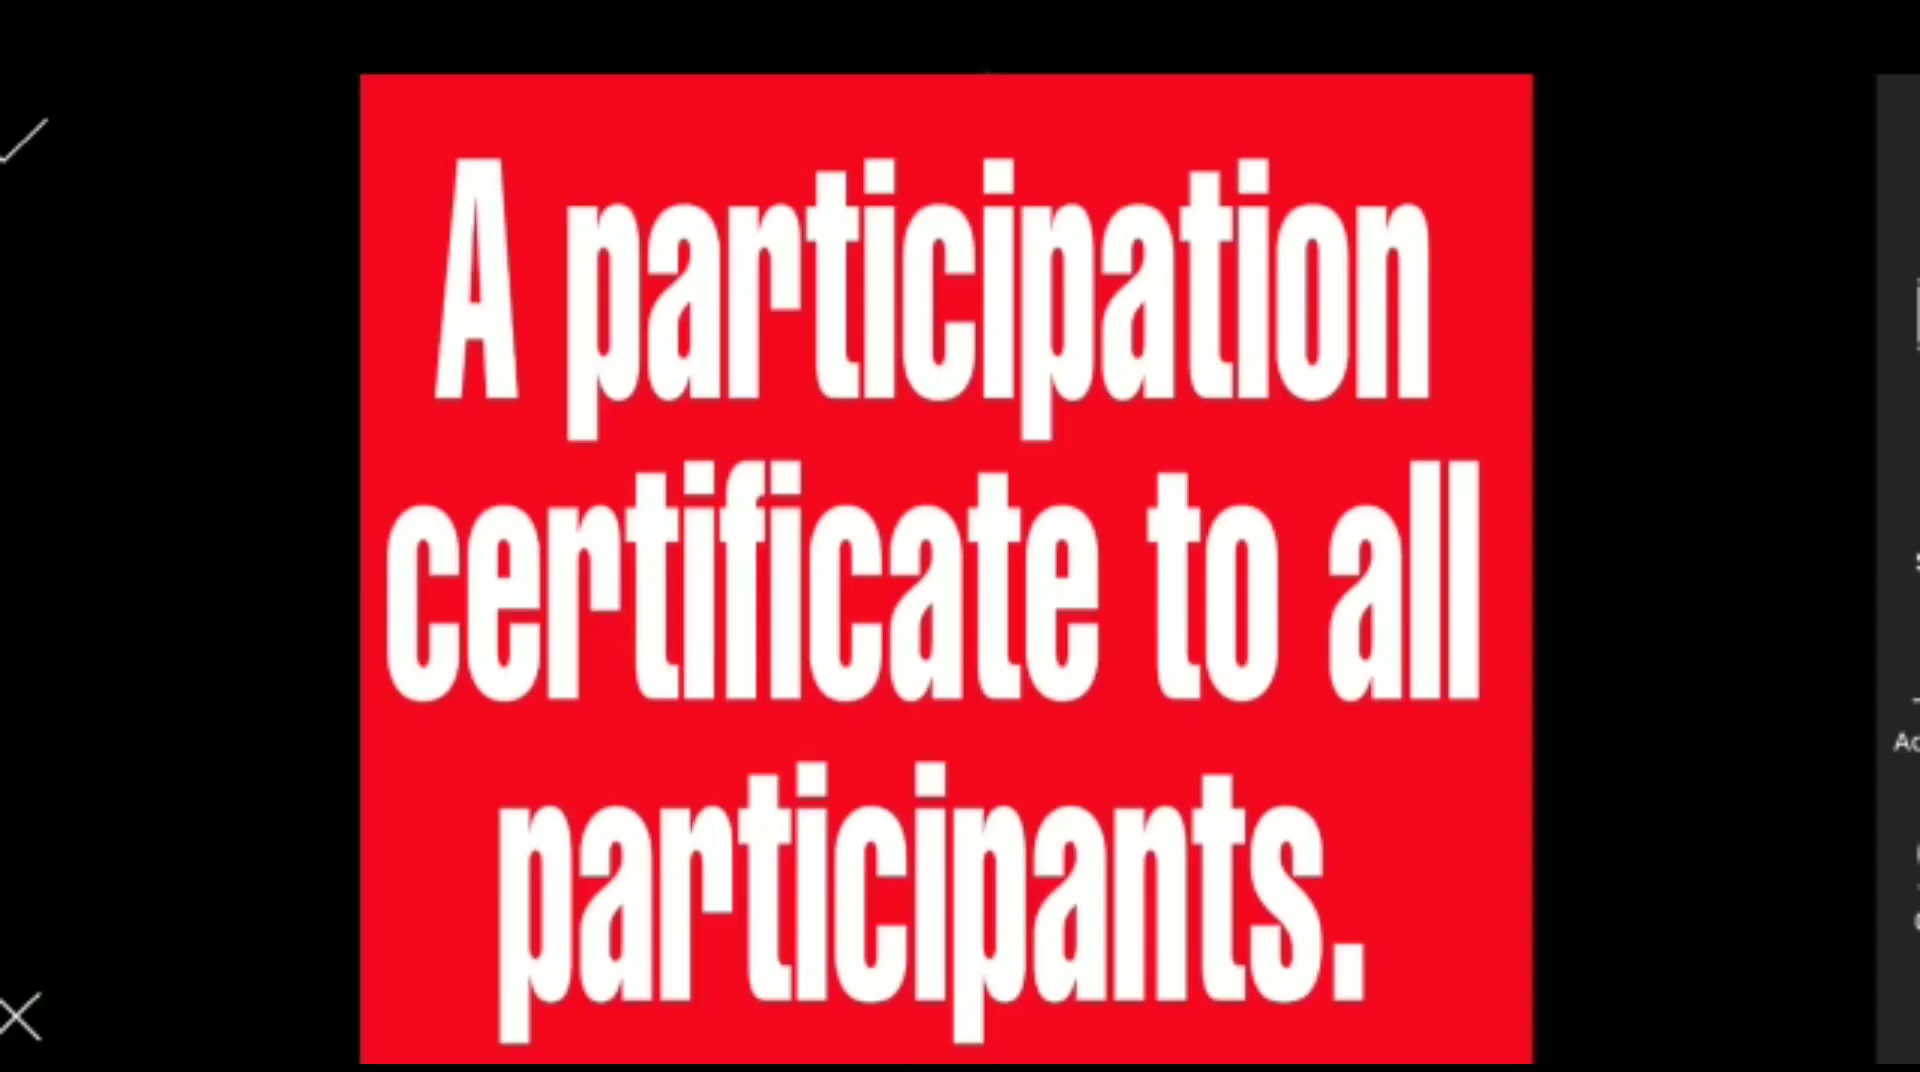 A participation
certificate to all
participants.